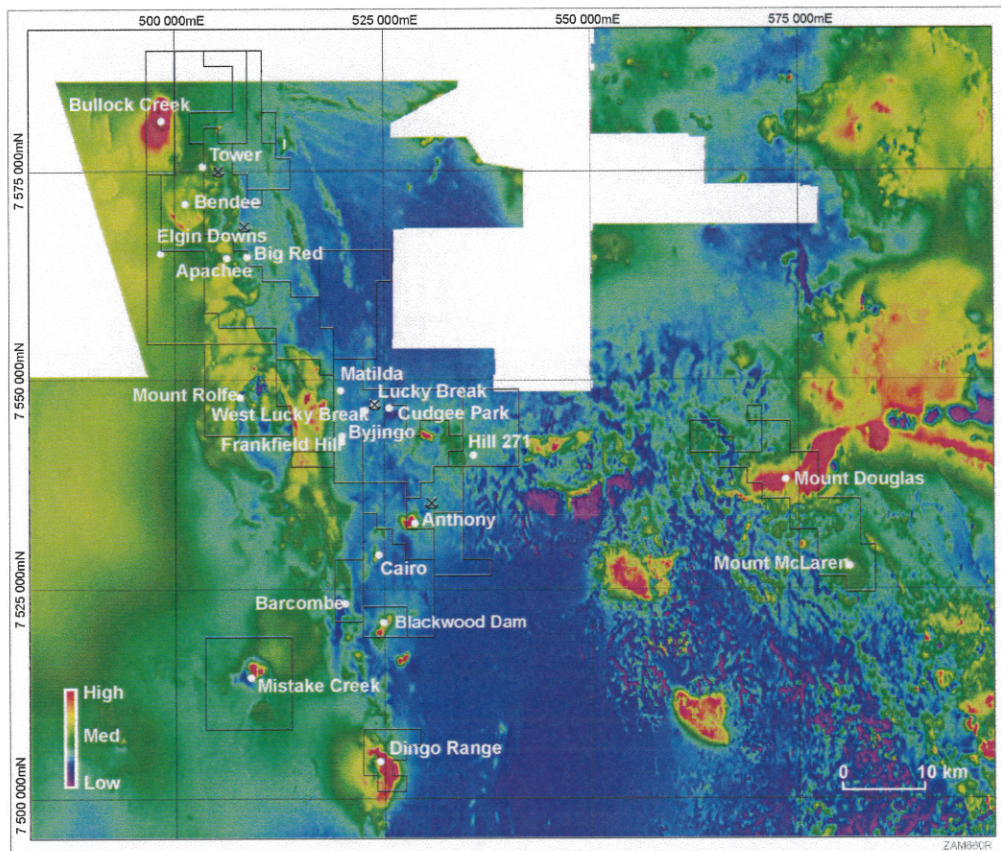 500 000mE
525 000mE
550 000mE
575 000mE
Bullock Creek
Tower
7 575 000mN
Bendee
Elgin Downs
Big Red
Apachee
Matilda
7 550 000mN
Lucky Break
Mount Rolfe
West Lucky Break
Cudgee Park
Byjingo
Frankfield Hill
Hill 271
Mount Douglas
Anthony
Cairo
Mount McLaren
7 525 000mN
Barcombe
Blackwood Dam
Mistake Creek
High
Med
Low
Dingo Range
0 10 km
7 500 000mN
ZAM660R